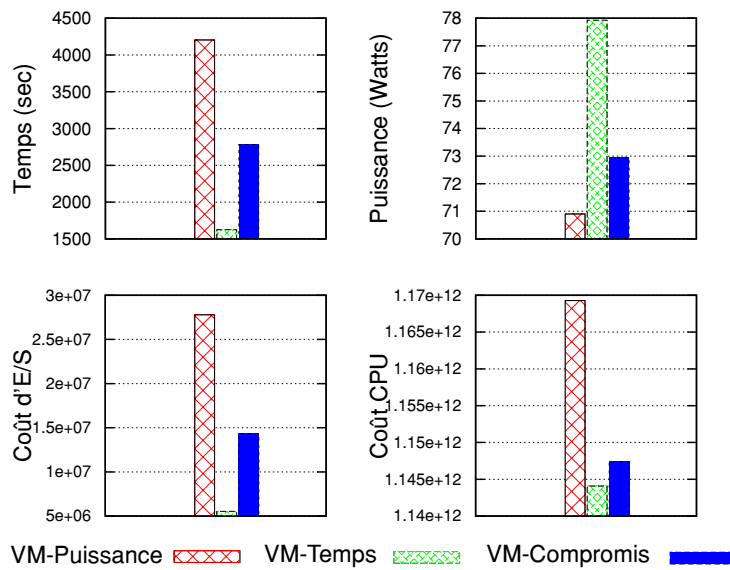 Temps (sec)
4500
4000
3500
3000
2500
2000
1500
Puissance (Watts)
78
77
76
75
74
73
72
71
70
Coût d'E/S
3e+07
2.5e+07
2e+07
1.5e+07
1e+07
5e+06
Coût CPU
1.17e+12
1.165e+12
1.16e+12
1.155e+12
1.15e+12
1.145e+12
1.14e+12
VM-Puissance VM-Temps VM-Compromis